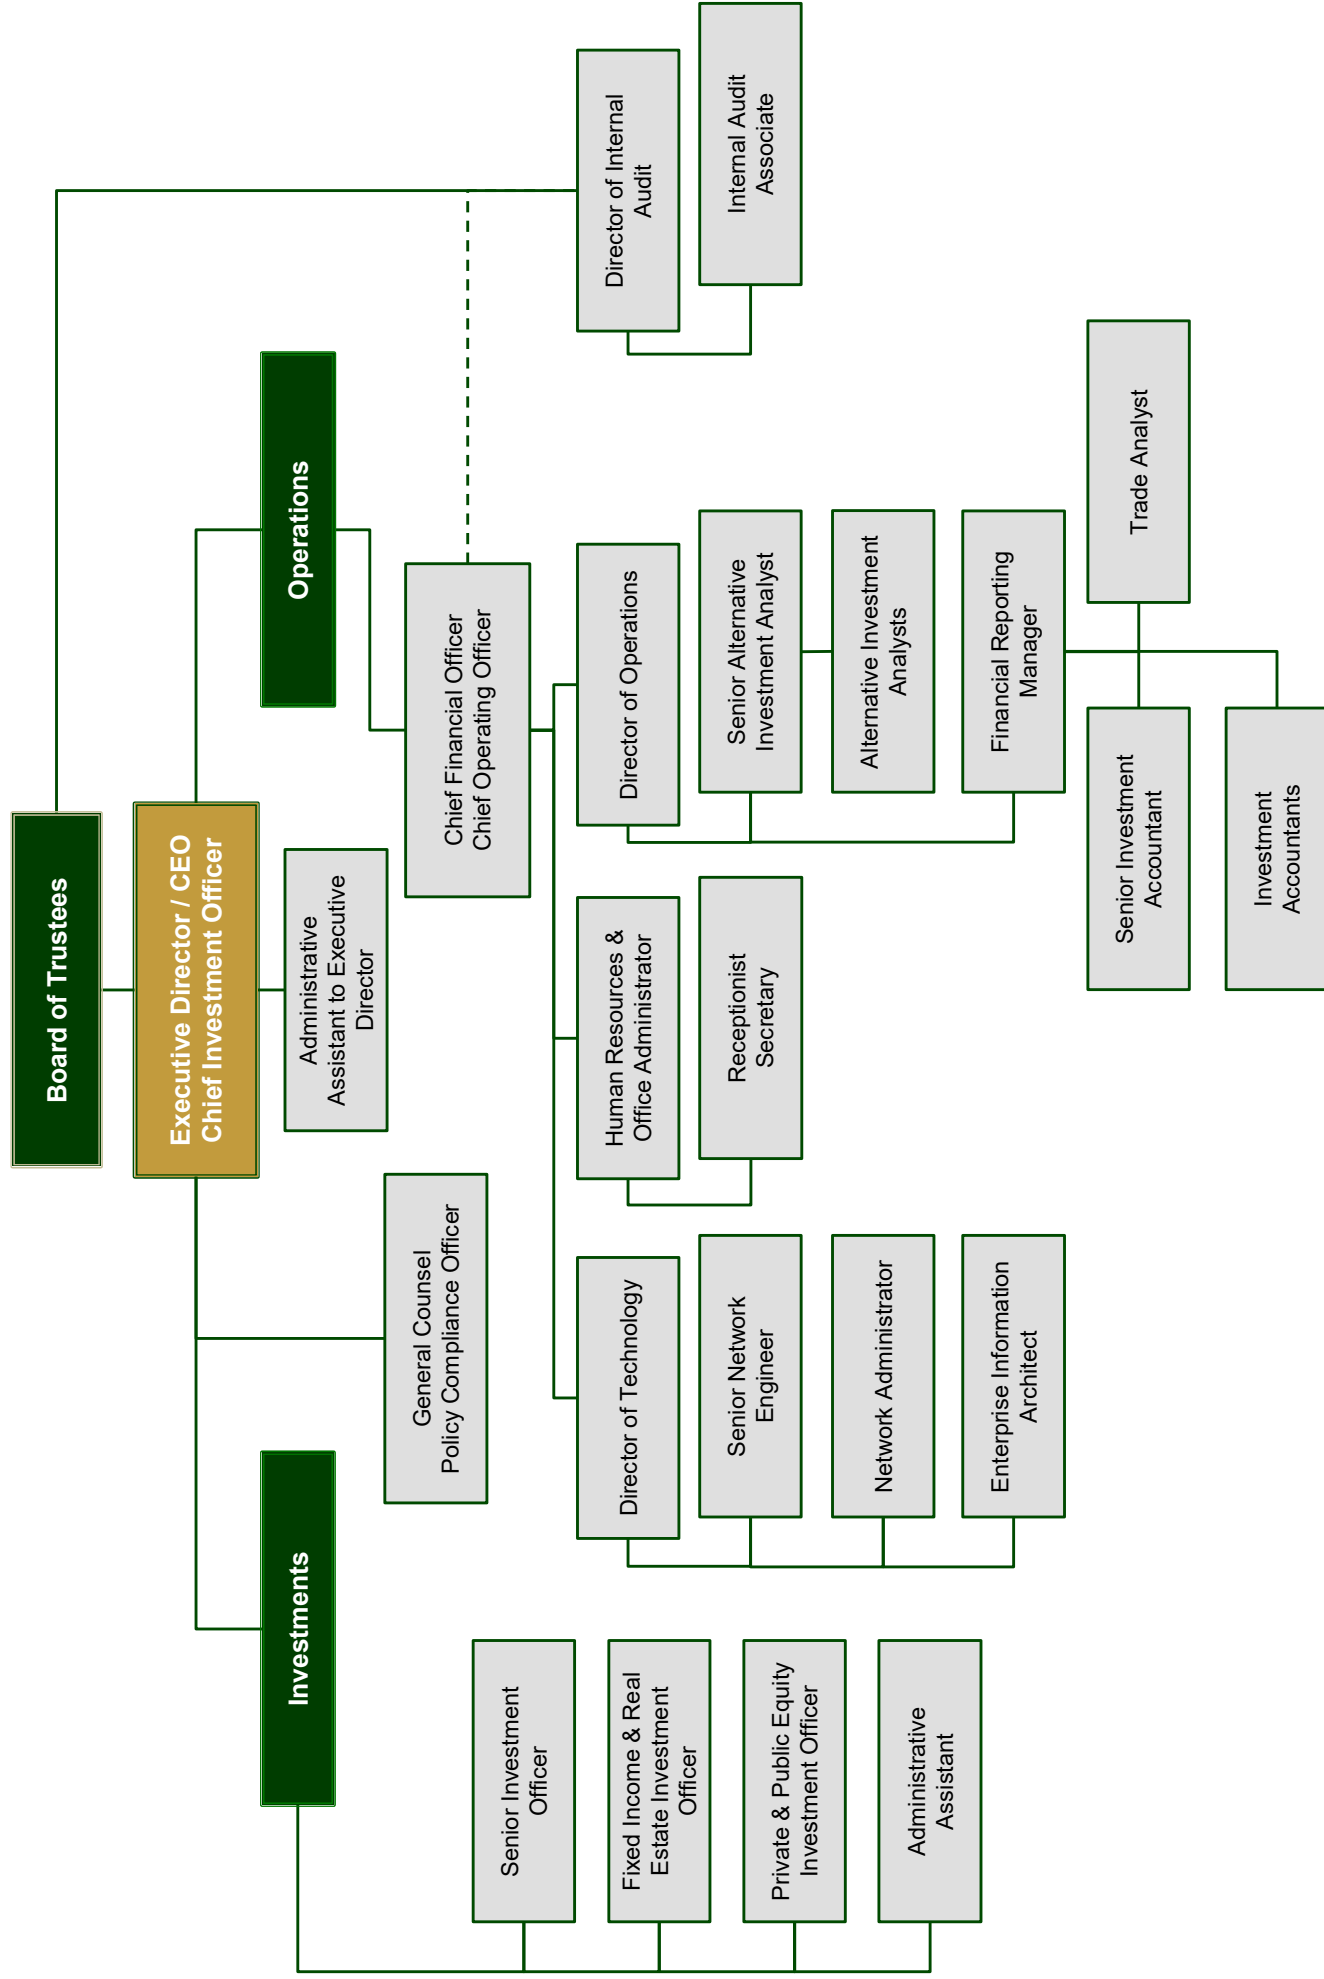 Board of Trustees
Executive Director / CEO
Chief Investment Officer
Administrative
Assistant to Executive
Director
Investments
Operations
General Counsel
Policy Compliance Officer
Chief Financial Officer
Chief Operating Officer
Senior Investment
Officer
Fixed Income & Real
Estate Investment
Officer
Private & Public Equity
Investment Officer
Administrative
Assistant
Director of Technology
Senior Network
Engineer
Network Administrator
Enterprise Information
Architect
Human Resources &
Office Administrator
Receptionist
Secretary
Director of Operations
Senior Alternative
Investment Analyst
Alternative Investment
Analysts
Financial Reporting
Manager
Senior Investment
Accountant
Trade Analyst
Investment
Accountants
Director of Internal
Audit
Internal Audit
Associate